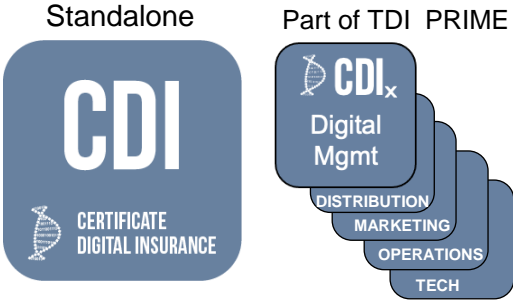 Standalone
CDI
CERTIFICATE
DIGITAL INSURANCE
Part of TDI PRIME
CDIx
Digital
Mgmt
DISTRIBUTION
MARKETING
OPERATIONS
TECH